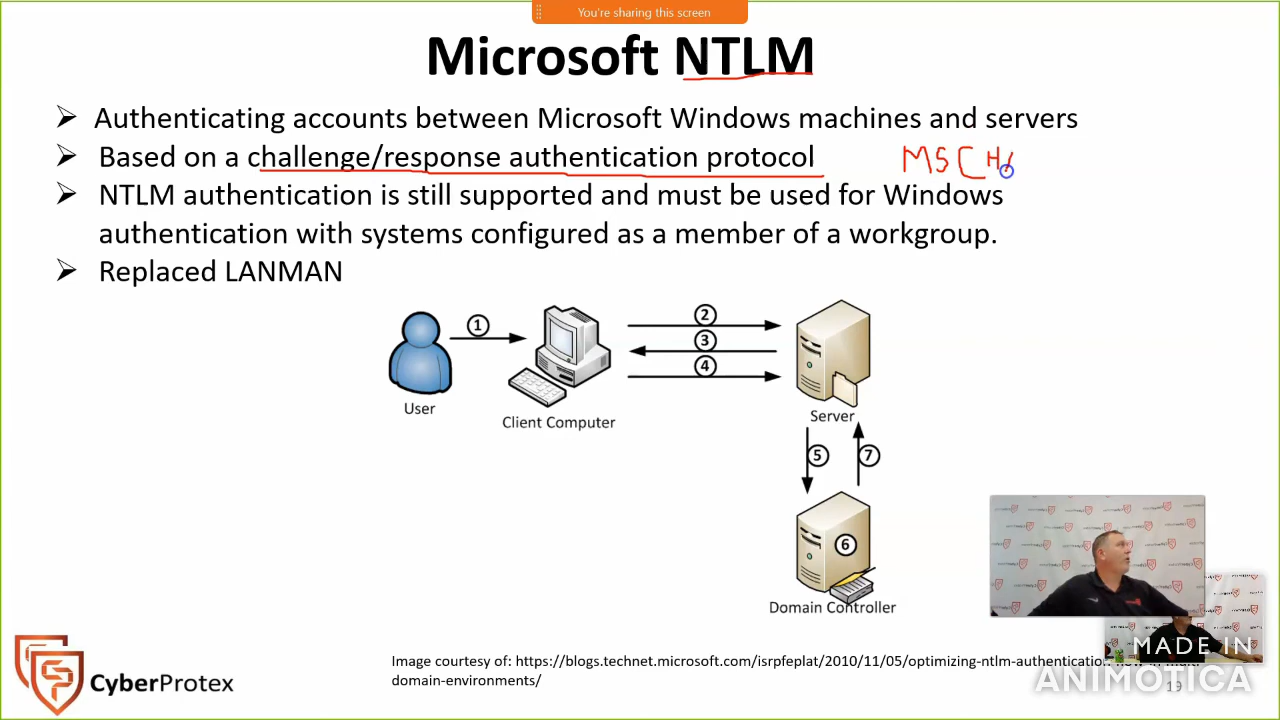 You're sharing this screen
Microsoft NTLM
➢ Authenticating accounts between Microsoft Windows machines and servers
➢ Based on a challenge/response authentication protocol MSCH
➢ NTLM authentication is still supported and must be used for Windows
authentication with systems configured as a member of a workgroup.
➢ Replaced LANMAN
1
2
3
4
User
Client Computer
Server
5
7
6
Domain Controller
CyberProtex
Image courtesy of: https://blogs.technet.microsoft.com/isrpfeplat/2010/11/05/optimizing-ntlm-authentication-
domain-environments/
MADE IN
ANIMOTICA
19